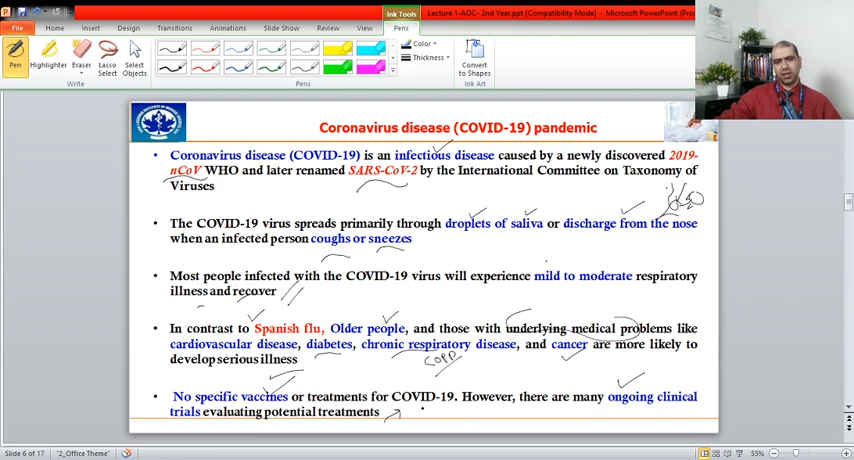 Ink Tools
Lecture 1-AOC- 2nd Year.ppt [Compatibility Mode] - Microsoft PowerPoint (Pro
File Home Insert Design Transitions Animations Slide Show Review View Pens
Pen Highlighter Eraser Lasso Select Select Objects
Color
Thickness
Convert to Shapes
Write Pens Ink Art
Coronavirus disease (COVID-19) pandemic
• Coronavirus disease (COVID-19) is an infectious disease caused by a newly discovered 2019-
nCoV WHO and later renamed SARS-CoV-2 by the International Committee on Taxonomy of
Viruses
• The COVID-19 virus spreads primarily through droplets of saliva or discharge from the nose
when an infected person coughs or sneezes
• Most people infected with the COVID-19 virus will experience mild to moderate respiratory
illness and recover
• In contrast to Spanish flu, Older people, and those with underlying medical problems like
cardiovascular disease, diabetes, chronic respiratory disease, and cancer are more likely to
COPD
develop serious illness
• No specific vaccines or treatments for COVID-19. However, there are many ongoing clinical
trials evaluating potential treatments
Slide 6 of 17 "2_Office Theme" 55%